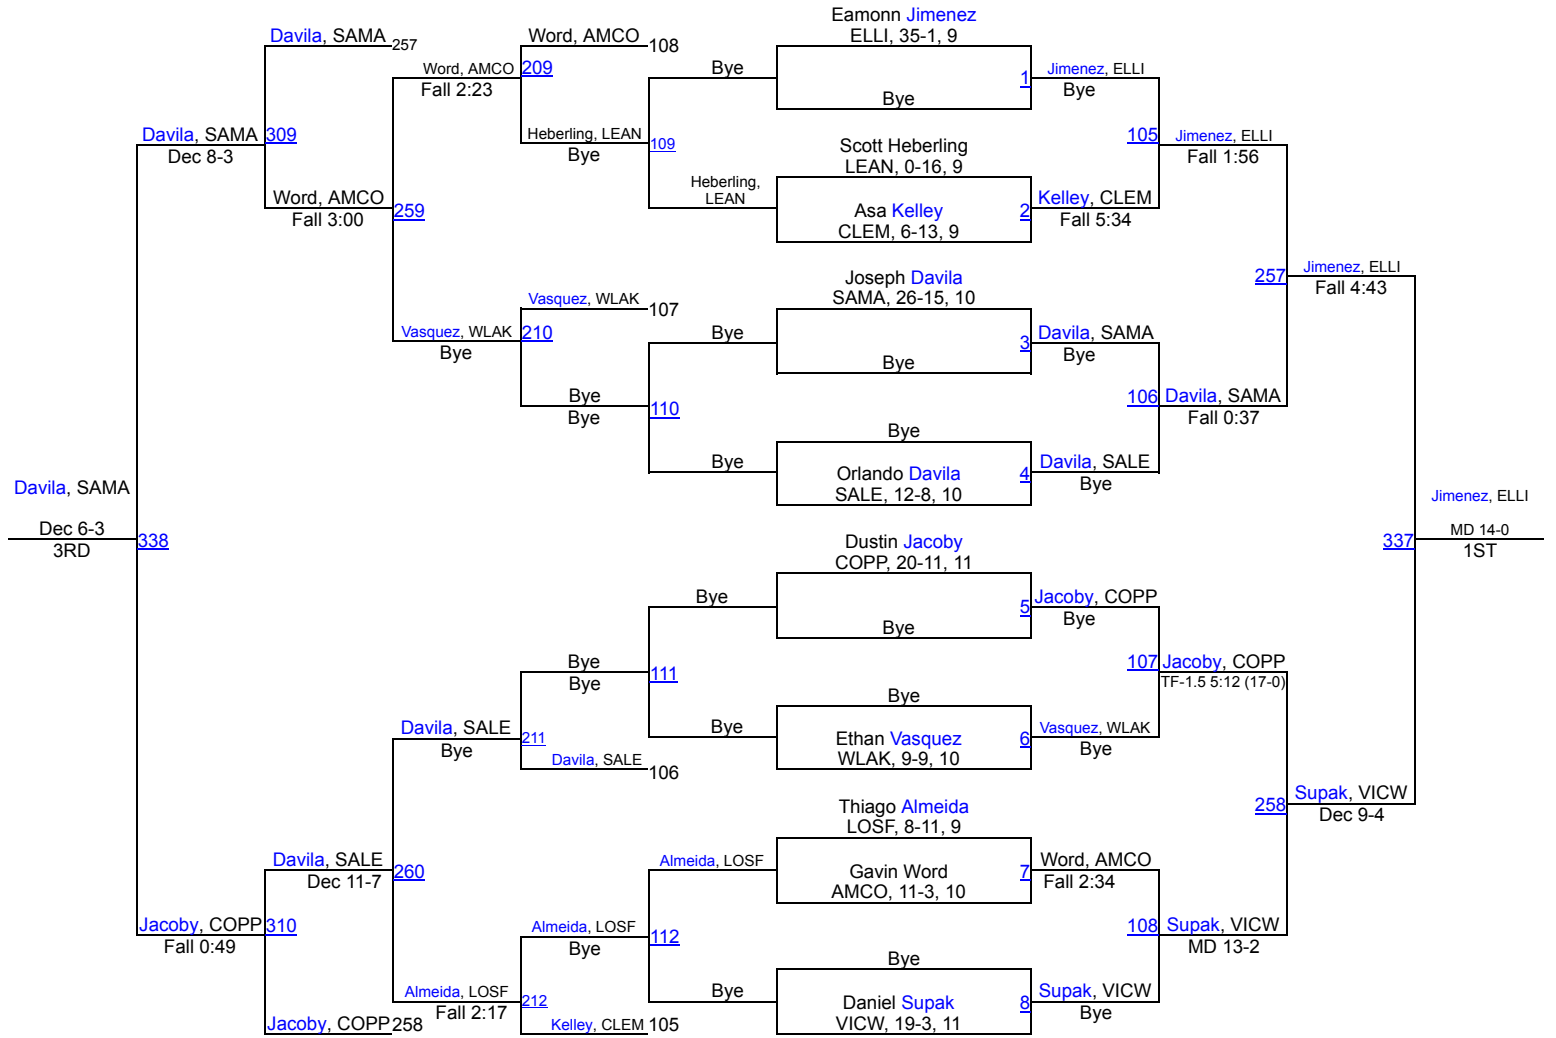 Eamonn Jimenez
ELLI, 35-1, 9
Davila, SAMA 257
Word, AMCO 108
Word, AMCO 209
Fall 2:23
Bye
1 Jimenez, ELLI
Bye
Bye
Davila, SAMA 309
Dec 8-3
Heberling, LEAN 109
Bye
Scott Heberling
LEAN, 0-16, 9
105 Jimenez, ELLI
Fall 1:56
Word, AMCO 259
Fall 3:00
Heberling,
LEAN
Asa Kelley
CLEM, 6-13, 9
2 Kelley, CLEM
Fall 5:34
Joseph Davila
SAMA, 26-15, 10
257 Jimenez, ELLI
Fall 4:43
Vasquez, WLAK 107
Vasquez, WLAK 210
Bye
Bye
3 Davila, SAMA
Bye
Bye
Bye
Bye
110
106 Davila, SAMA
Fall 0:37
Bye
Bye
Orlando Davila
SALE, 12-8, 10
4 Davila, SALE
Bye
Davila, SAMA
Dec 6-3
3RD
338
Jimenez, ELLI
337 MD 14-0
1ST
Dustin Jacoby
COPP, 20-11, 11
Bye
5 Jacoby, COPP
Bye
Bye
Bye
Bye
111
107 Jacoby, COPP
TF-1.5 5:12 (17-0)
Bye
Davila, SALE 211
Bye
Bye
Ethan Vasquez
WLAK, 9-9, 10
6 Vasquez, WLAK
Bye
Davila, SALE 106
Thiago Almeida
LOSF, 8-11, 9
258 Supak, VICW
Dec 9-4
Davila, SALE 260
Dec 11-7
Almeida, LOSF
Gavin Word
AMCO, 11-3, 10
7 Word, AMCO
Fall 2:34
Jacoby, COPP 310
Fall 0:49
Almeida, LOSF 112
Bye
108 Supak, VICW
MD 13-2
Bye
Almeida, LOSF 212
Fall 2:17
Bye
Daniel Supak
VICW, 19-3, 11
8 Supak, VICW
Bye
Jacoby, COPP 258
Kelley, CLEM 105